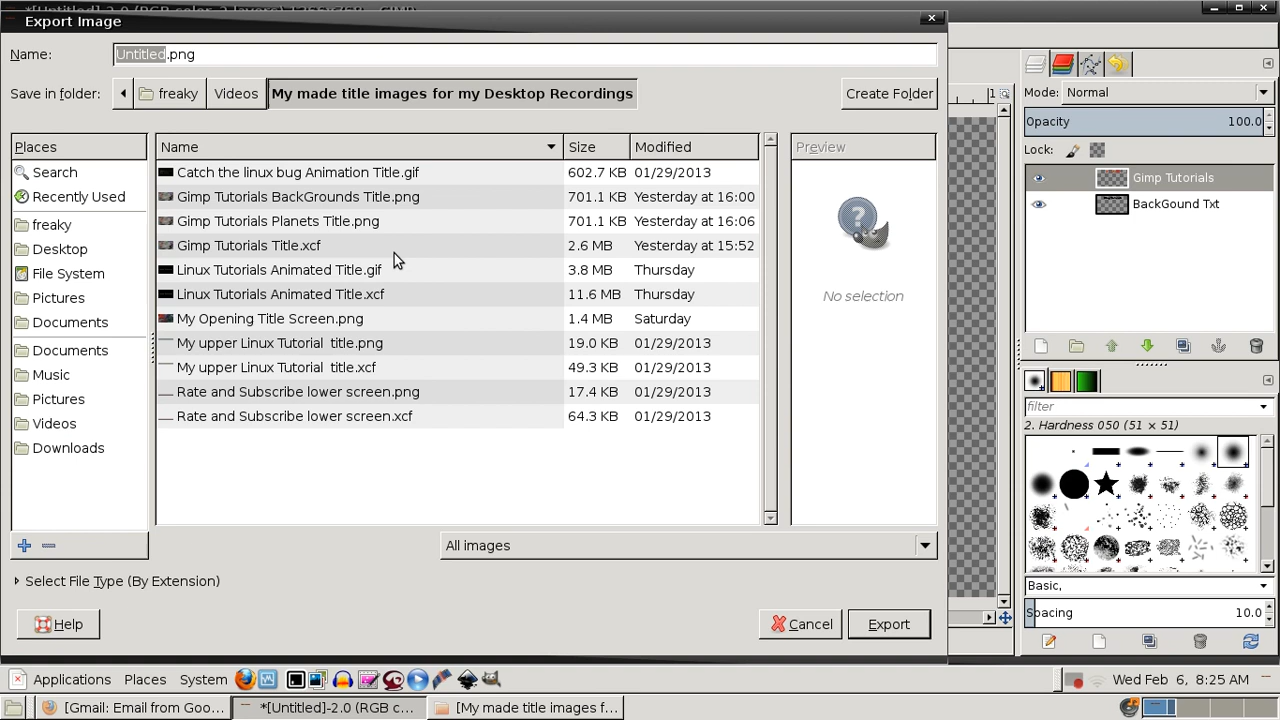 Export Image
Name: Untitled.png
Save in folder: freaky Videos My made title images for my Desktop Recordings Create Folder
Places
Search
Recently Used
freaky
Desktop
File System
Pictures
Documents
Documents
Music
Pictures
Videos
Downloads
Name Size Modified
Catch the linux bug Animation Title.gif 602.7 KB 01/29/2013
Gimp Tutorials BackGrounds Title.png 701.1 KB Yesterday at 16:00
Gimp Tutorials Planets Title.png 701.1 KB Yesterday at 16:06
Gimp Tutorials Title.xcf 2.6 MB Yesterday at 15:52
Linux Tutorials Animated Title.gif 3.8 MB Thursday
Linux Tutorials Animated Title.xcf 11.6 MB Thursday
My Opening Title Screen.png 1.4 MB Saturday
My upper Linux Tutorial title.png 19.0 KB 01/29/2013
My upper Linux Tutorial title.xcf 49.3 KB 01/29/2013
Rate and Subscribe lower screen.png 17.4 KB 01/29/2013
Rate and Subscribe lower screen.xcf 64.3 KB 01/29/2013
Preview
No selection
All images
Select File Type (By Extension)
Help Cancel Export
Mode: Normal
Opacity 100.0
Lock:
Gimp Tutorials
BackGound Txt
filter
2. Hardness 050 (51 × 51)
Basic,
Spacing 10.0
Applications Places System Wed Feb 6, 8:25 AM
[Gmail: Email from Goo... *[Untitled]-2.0 (RGB c... [My made title images f...